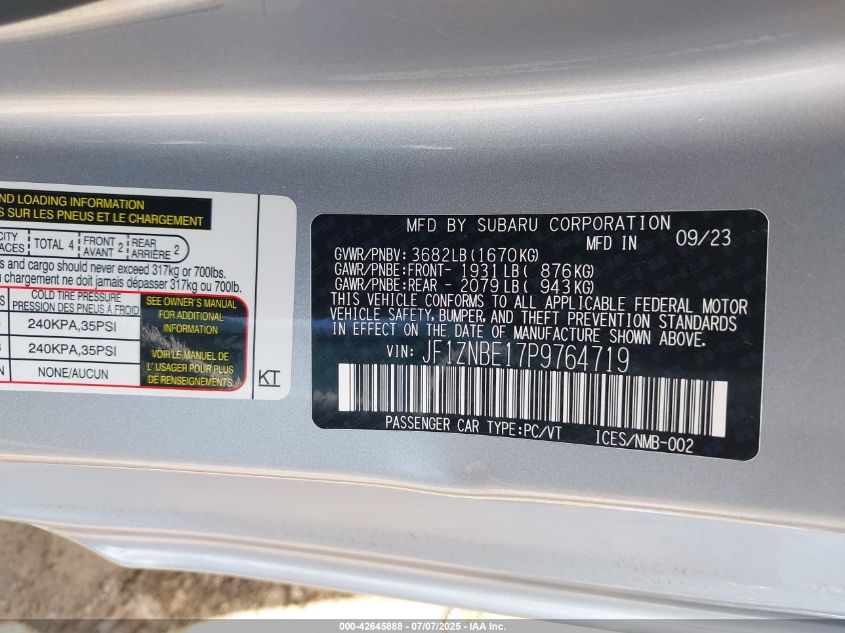 ND LOADING INFORMATION
S SUR LES PNEUS ET LE CHARGEMENT
CITY
ACES
TOTAL 4
FRONT
AVANT 2
REAR
ARRIÈRE 2
s and cargo should never exceed 317kg or 700lbs.
u chargement ne doit jamais dépasser 317kg ou 700lb.
COLD TIRE PRESSURE
PRESSION DES PNEUS À FROID
240KPA,35PSI
240KPA,35PSI
NONE/AUCUN
SEE OWNER'S MANUAL
FOR ADDITIONAL
INFORMATION
VOIR LE MANUEL DE
L' USAGER POUR PLUS
DE RENSEIGNEMENTS
KT
MFD BY SUBARU CORPORATION
MFD IN 09/23
GVWR/PNBV: 3682LB(1670KG)
GAWR/PNBE:FRONT- 1931LB( 876KG)
GAWR/PNBE:REAR - 2079LB( 943KG)
THIS VEHICLE CONFORMS TO ALL APPLICABLE FEDERAL MOTOR
VEHICLE SAFETY, BUMPER, AND THEFT PREVENTION STANDARDS
IN EFFECT ON THE DATE OF MANUFACTURE SHOWN ABOVE.
VIN: JF1ZNBE17P9764719
PASSENGER CAR TYPE:PC/VT ICES/NMB-002
000-42645888 - 07/07/2025 - IAA Inc.